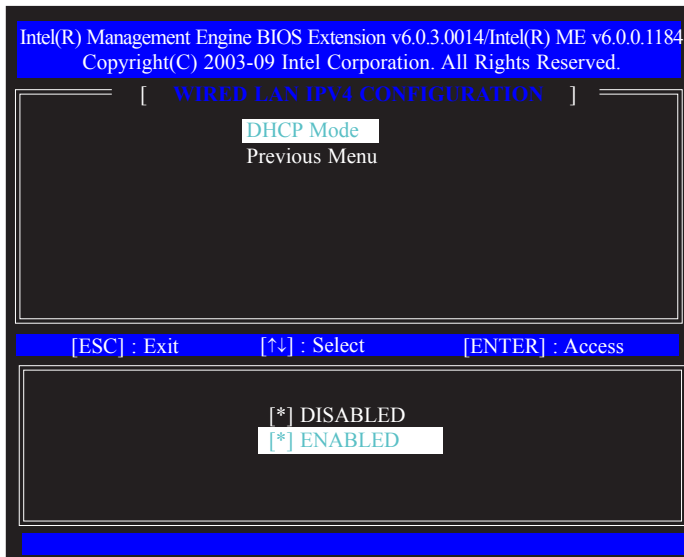 Intel(R) Management Engine BIOS Extension v6.0.3.0014/Intel(R) ME v6.0.0.1184
Copyright(C) 2003-09 Intel Corporation. All Rights Reserved.
[ WIRED LAN IPV4 CONFIGURATION ]
DHCP Mode
Previous Menu
[ESC] : Exit [↑↓] : Select [ENTER] : Access
[*] DISABLED
[*] ENABLED